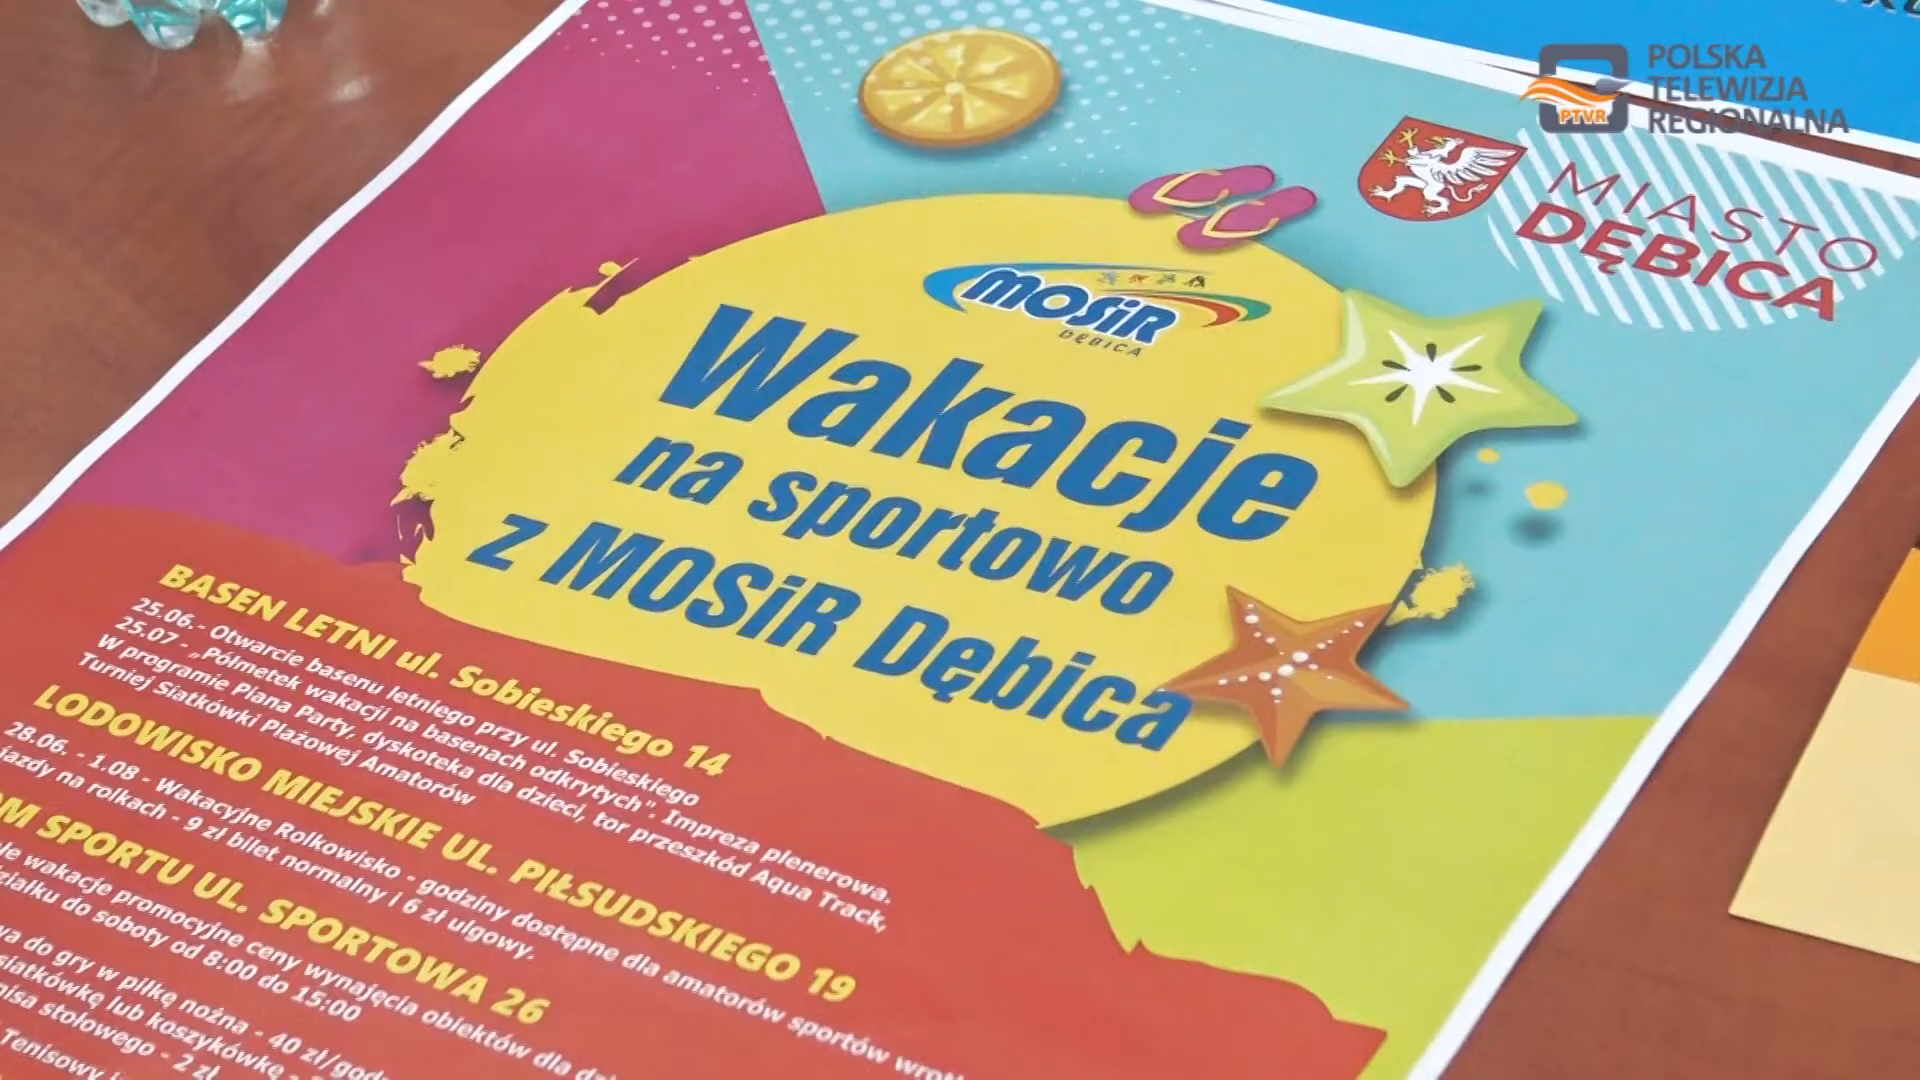 POLSKA
TELEWIZJA
REGIONALNA
PTVR
MIASTO
DĘBICA
MOSiR
DĘBICA
Wakacje
na sportowo
z MOSiR Dębica
BASEN LETNI ul. Sobieskiego 14
25.06.- Otwarcie basenu letniego przy ul. Sobieskiego
25.07 - „Półmetek wakacji na basenach odkrytych". Impreza plenerowa.
W programie Piana Party, dyskoteka dla dzieci, tor przeszkód Aqua Track,
Turniej Siatkówki Plażowej Amatorów
LODOWISKO MIEJSKIE UL. PIŁSUDSKIEGO 19
28.06. - 1.08 - Wakacyjne Rolkowisko - godziny dostępne dla amatorów sportów
na rolkach - 9 zł bilet normalny i 6 zł ulgowy.
SPORTU UL. SPORTOWA 26
wakacje promocyjne ceny wynajęcia obiektów dla
do soboty od 8:00 do 15:00
do gry w piłkę nożną - 40 zł/godz
siatkówkę lub koszykówkę -
stołowego - 2 zł
Tenisowy